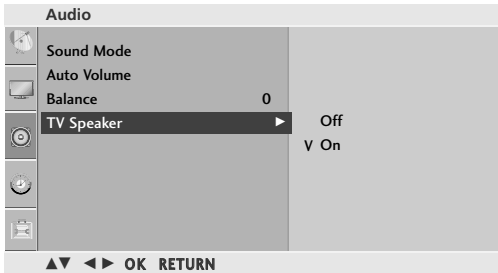 Audio
Sound Mode
Auto Volume
Balance 0
TV Speaker ►
Off
V On
▲▼ ◄ ► OK RETURN